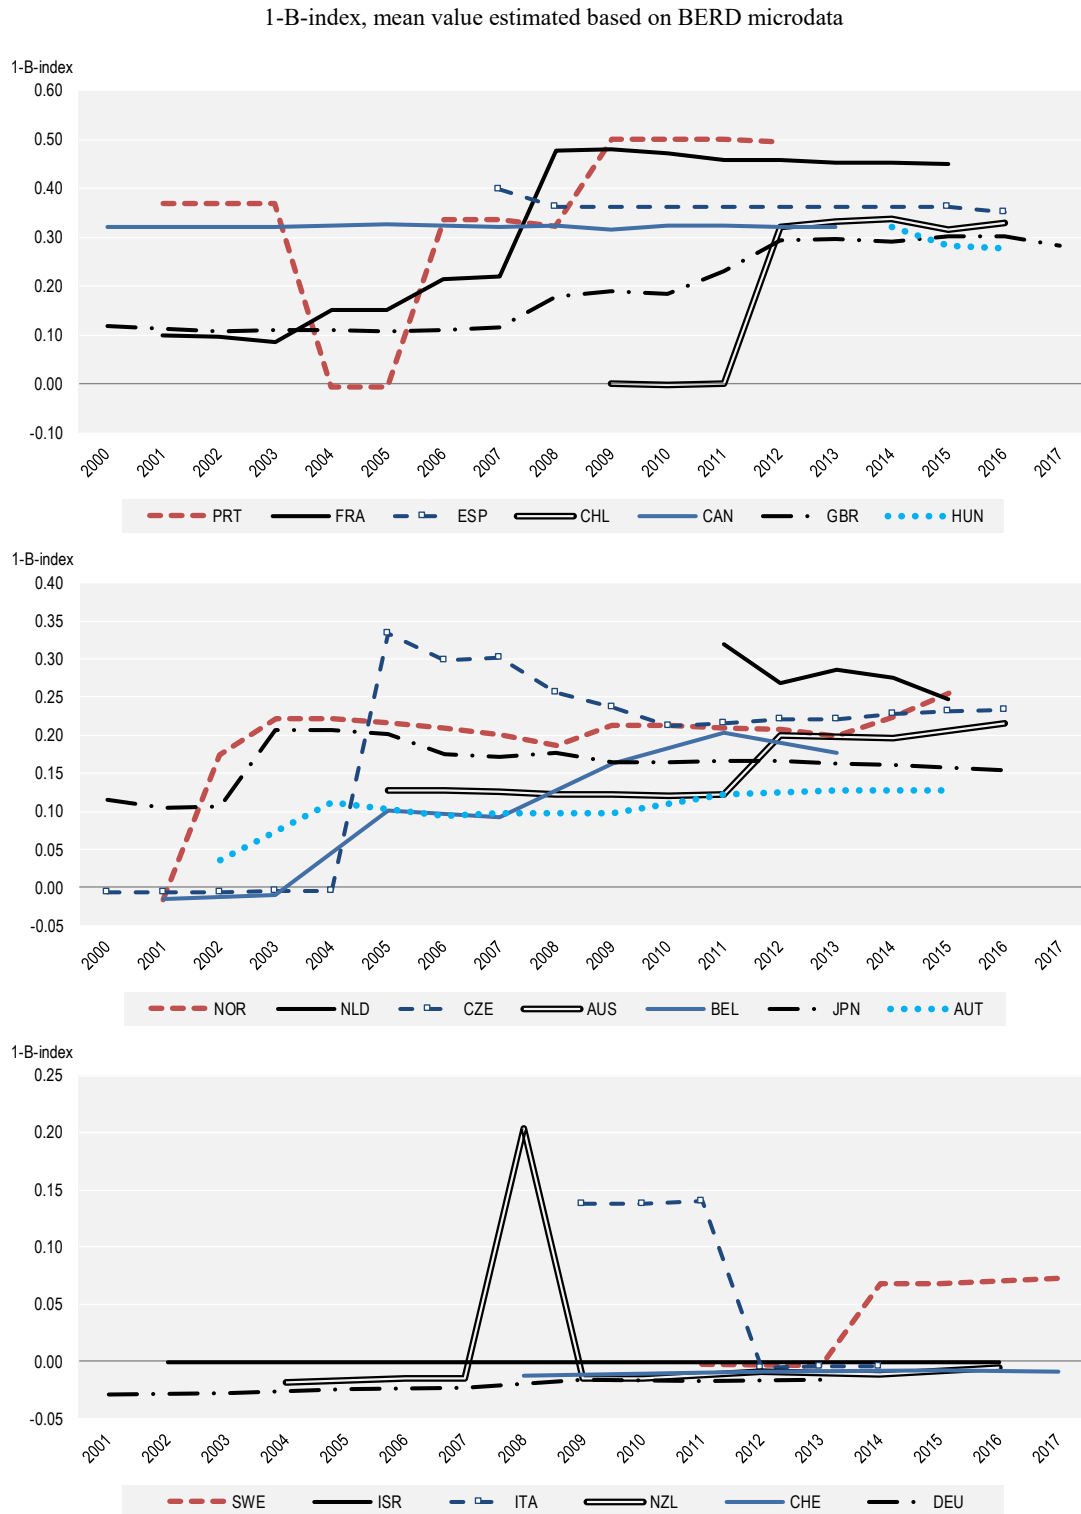 1-B-index, mean value estimated based on BERD microdata
1-B-index
0.60
0.50
0.40
0.30
0.20
0.10
0.00
-0.10
2000 2001 2002 2003 2004 2005 2006 2007 2008 2009 2010 2011 2012 2013 2014 2015 2016 2017
PRT FRA ESP CHL CAN GBR HUN
1-B-index
0.40
0.35
0.30
0.25
0.20
0.15
0.10
0.05
0.00
-0.05
2000 2001 2002 2003 2004 2005 2006 2007 2008 2009 2010 2011 2012 2013 2014 2015 2016 2017
NOR NLD CZE AUS BEL JPN AUT
1-B-index
0.25
0.20
0.15
0.10
0.05
0.00
-0.05
2001 2002 2003 2004 2005 2006 2007 2008 2009 2010 2011 2012 2013 2014 2015 2016 2017
SWE ISR ITA NZL CHE DEU